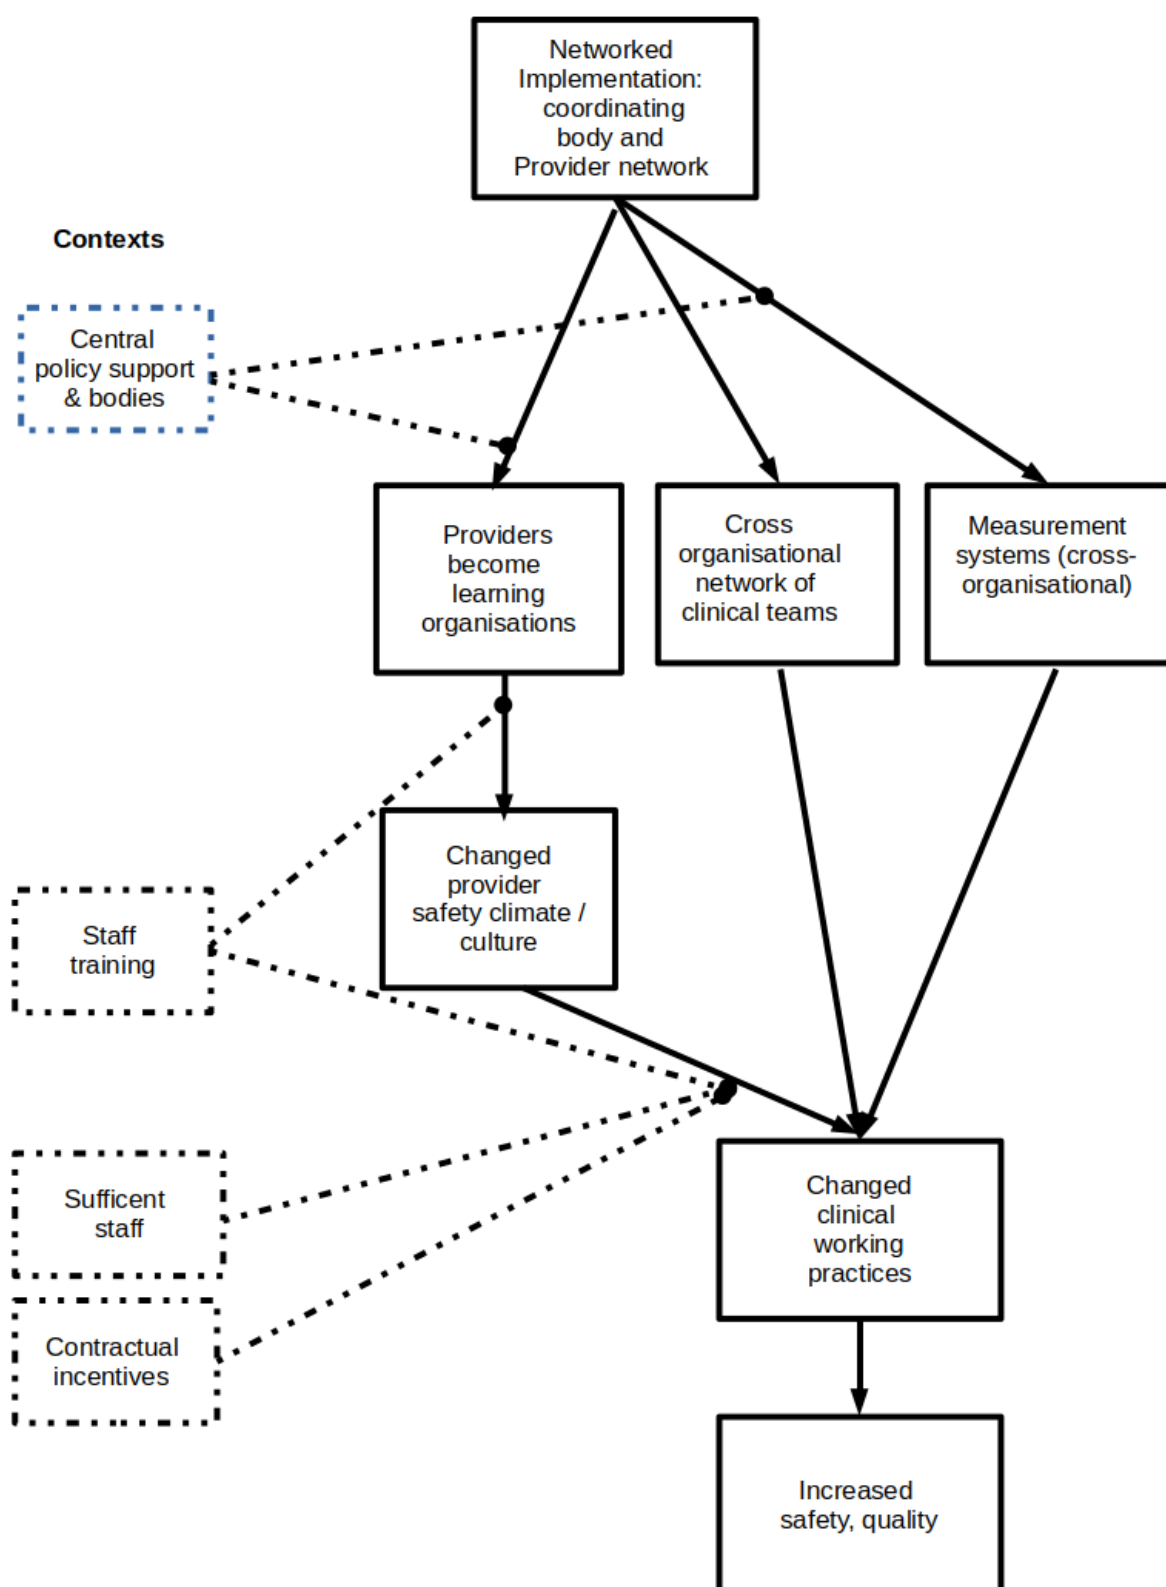 Networked
Implementation:
coordinating
body and
Provider network
Contexts
Central
policy support
& bodies
Providers
become
learning
organisations
Cross
organisational
network of
clinical teams
Measurement
systems (cross-
organisational)
Changed
provider
safety climate /
culture
Staff
training
Sufficent
staff
Changed
clinical
working
practices
Contractual
incentives
Increased
safety, quality